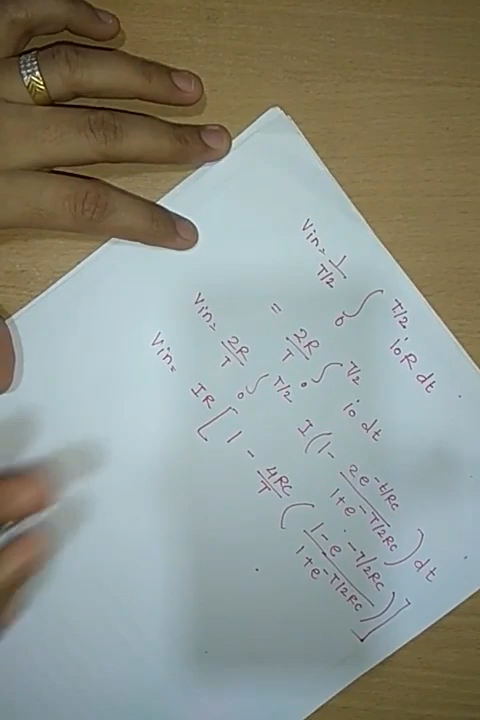 Vin = 1/(T/2) ∫₀^(T/2) i₀R dt
= 2R/T ∫₀^(T/2) i₀ dt
Vin = 2R/T ∫₀^(T/2) I(1 - 2e^(-t/RC)/(1+e^(-T/2RC))) dt
Vin = IR[1 - 4RC/T ((1-e^(-T/2RC))/(1+e^(-T/2RC)))]